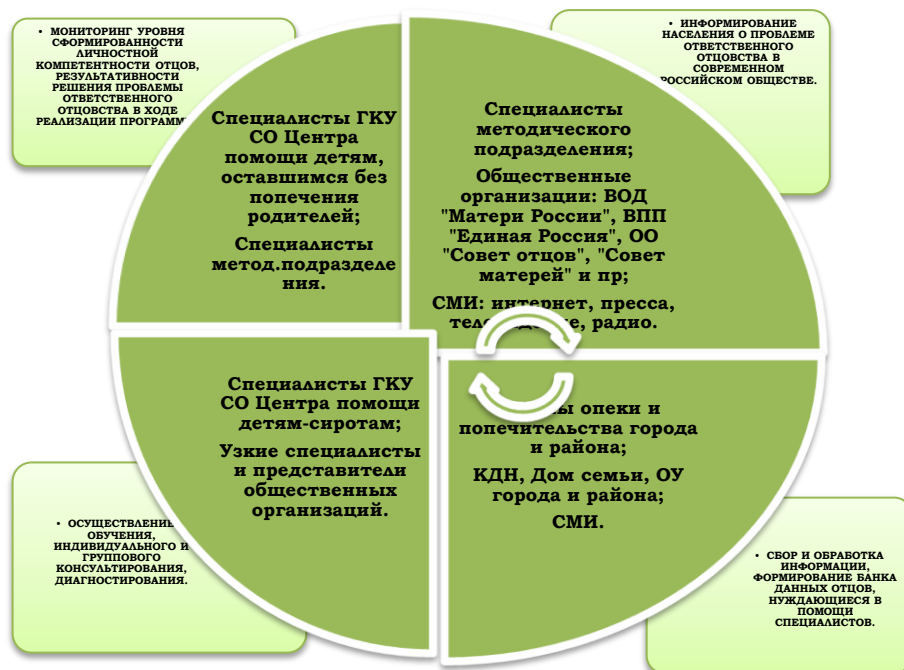 • МОНИТОРИНГ УРОВНЯ
СФОРМИРОВАННОСТИ
ЛИЧНОСТНОЙ
КОМПЕТЕНТНОСТИ ОТЦОВ,
РЕЗУЛЬТАТИВНОСТИ
РЕШЕНИЯ ПРОБЛЕМЫ
ОТВЕТСТВЕННОГО
ОТЦОВСТВА В ХОДЕ
РЕАЛИЗАЦИИ ПРОГРАММ
• ИНФОРМИРОВАНИЕ
НАСЕЛЕНИЯ О ПРОБЛЕМЕ
ОТВЕТСТВЕННОГО
ОТЦОВСТВА В
СОВРЕМЕННОМ
РОССИЙСКОМ ОБЩЕСТВЕ.
Специалисты ГКУ
СО Центра
помощи детям,
оставшимся без
попечения
родителей;
Специалисты
метод.подразделе
ния.
Специалисты
методического
подразделения;
Общественные
организации: ВОД
"Матери России", ВПП
"Единая Россия", ОО
"Совет отцов", "Совет
матерей" и пр;
СМИ: интернет, пресса,
радио.
Специалисты ГКУ
СО Центра помощи
детям-сиротам;
Узкие специалисты
и представители
общественных
организаций.
опеки и
попечительства города
и района;
КДН, Дом семьи, ОУ
города и района;
СМИ.
• ОСУЩЕСТВЛЕНИЕ
ОБУЧЕНИЯ,
ИНДИВИДУАЛЬНОГО И
ГРУППОВОГО
КОНСУЛЬТИРОВАНИЯ,
ДИАГНОСТИРОВАНИЯ.
• СБОР И ОБРАБОТКА
ИНФОРМАЦИИ,
ФОРМИРОВАНИЕ БАНКА
ДАННЫХ ОТЦОВ,
НУЖДАЮЩИЕСЯ В
ПОМОЩИ
СПЕЦИАЛИСТОВ.